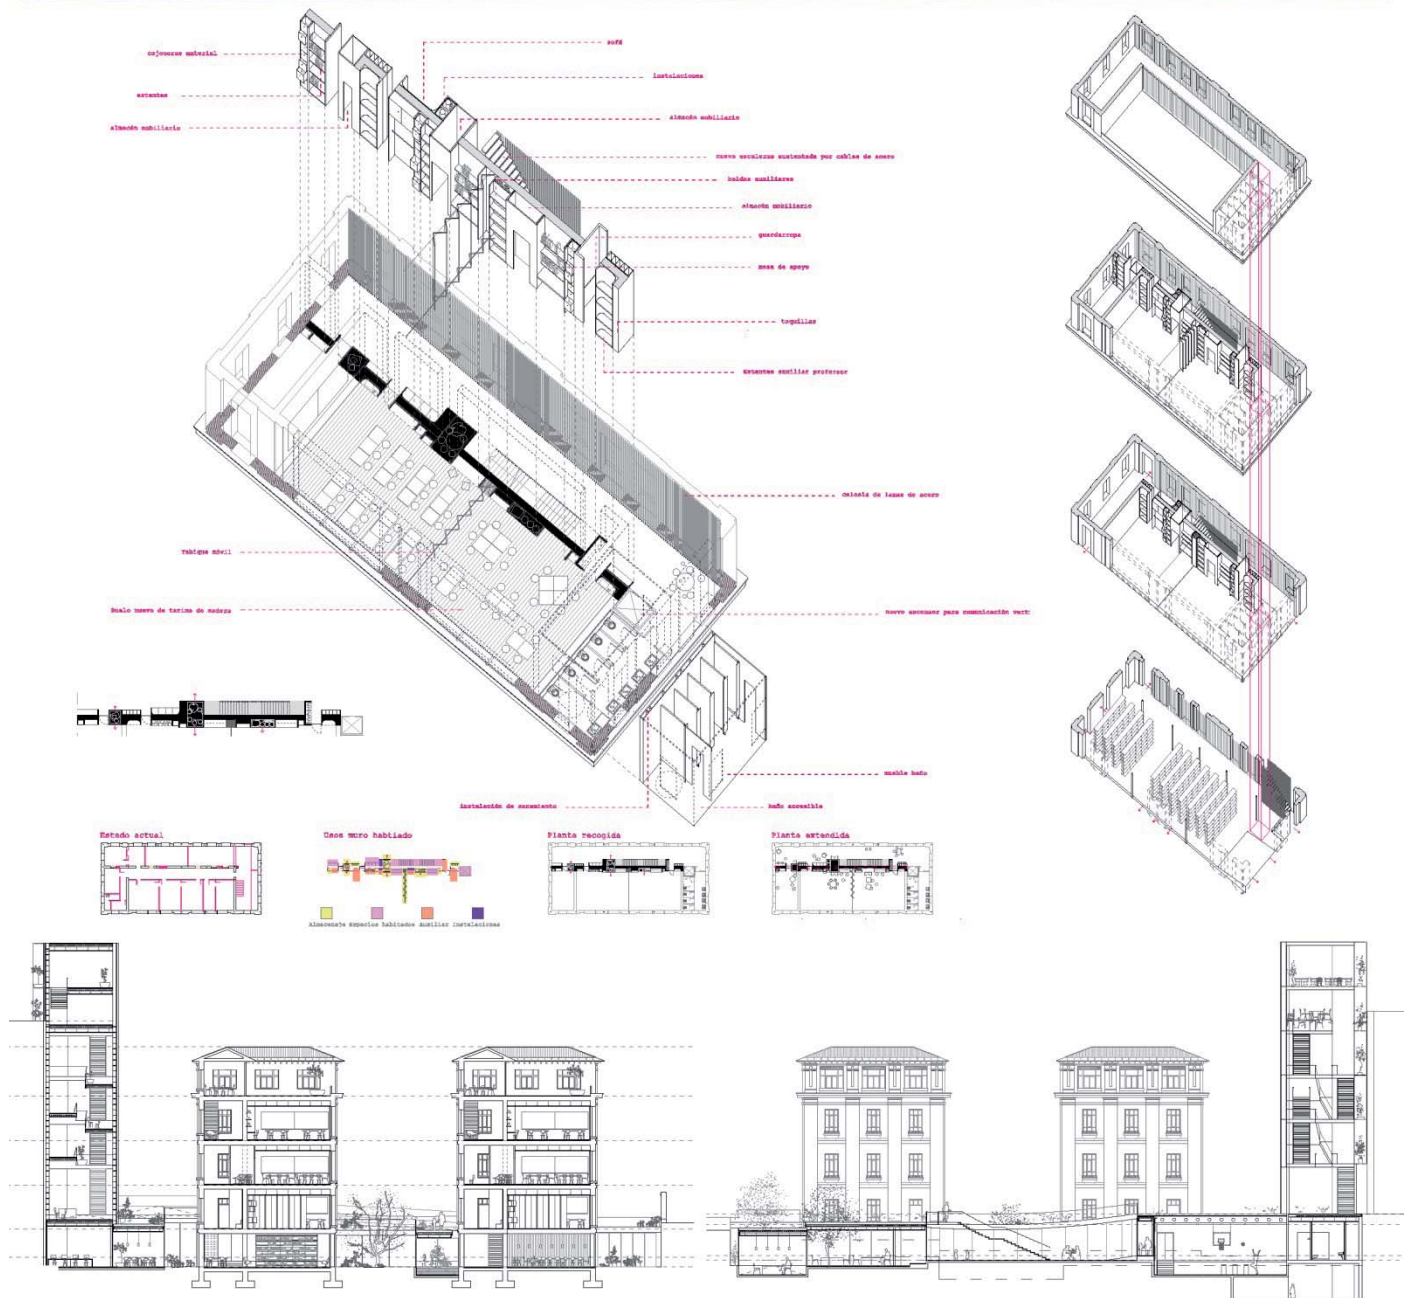 cajoneras material
sofá
instalaciones
estantes
almacén mobiliario
almacén mobiliario
nueva escaleras sustentada por cables de acero
baldas auxiliares
almacén mobiliario
guardarropa
mesa de apoyo
taquillas
Estantes auxiliar profesor
celosía de lamas de acero
Tabique móvil
Suelo nuevo de tarima de madera
nuevo ascensor para comunicación vert
mueble baño
instalación de saneamiento
baño accesible
Estado actual
Usos muro habtiado
Planta recogida
Planta extendida
Almacenaje Espacios habitados Auxiliar Instalaciones